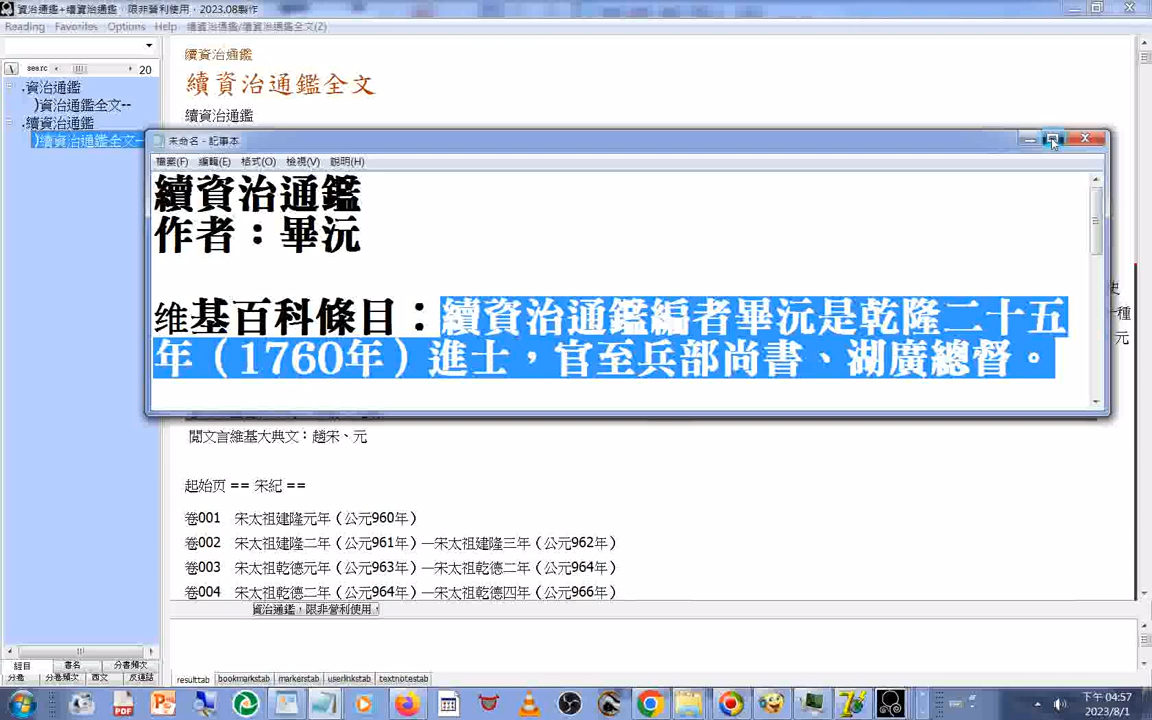 資治通鑑+續資治通鑑，限非營利使用，2023.08製作
Reading Favorites Options Help 續資治通鑑/續資治通鑑全文(Z)
searc
20
.資治通鑑
)資治通鑑全文--
.續資治通鑑
)續資治通鑑全文--
續資治通鑑
續資治通鑑全文
續資治通鑑
未命名 - 記事本
檔案(F) 編輯(E) 格式(O) 檢視(V) 說明(H)
續資治通鑑
作者：畢沅
維基百科條目：續資治通鑑編者畢沅是乾隆二十五
年（1760年）進士，官至兵部尚書、湖廣總督。
種
元
閱文言維基大典文：趙宋、元
起始页 == 宋紀 ==
卷001 宋太祖建隆元年（公元960年）
卷002 宋太祖建隆二年（公元961年）—宋太祖建隆三年（公元962年）
卷003 宋太祖乾德元年（公元963年）—宋太祖乾德二年（公元964年）
卷004 宋太祖乾德二年（公元964年）—宋太祖乾德四年（公元966年）
資治通鑑，限非營利使用，
經目 書名 分書頻次
分卷 分卷頻次 西文 反連結
resulttab bookmarkstab markerstab userlinkstab textnotestab
下午 04:57
2023/8/1